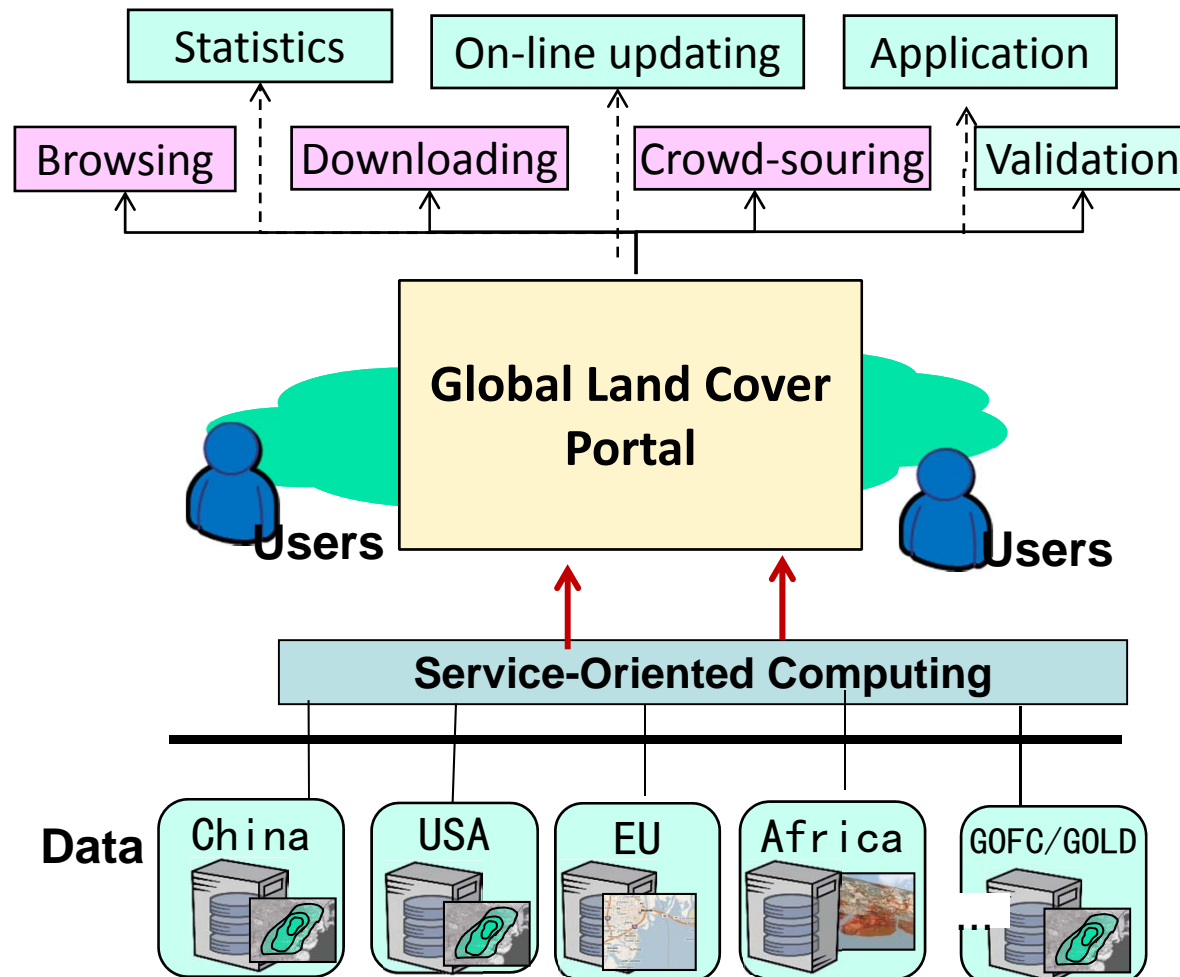 Statistics
On-line updating
Application
Browsing
Downloading
Crowd-souring
Validation
Global Land Cover
Portal
Users
Users
Service-Oriented Computing
Data
China
USA
EU
Africa
GOFC/GOLD
...